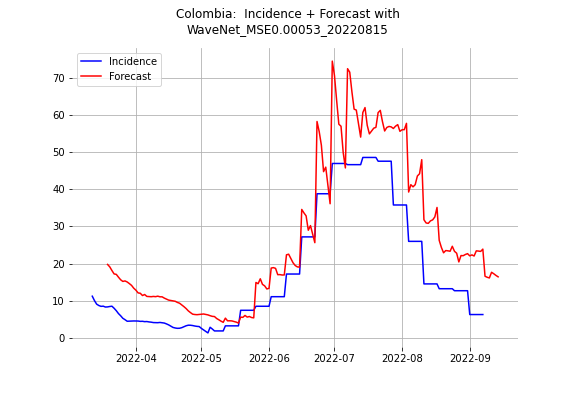 Colombia:  Incidence + Forecast with
WaveNet_MSE0.00053_20220815
Incidence
Forecast
70
60
50
40
30
20
10
0
2022-04 2022-05 2022-06 2022-07 2022-08 2022-09